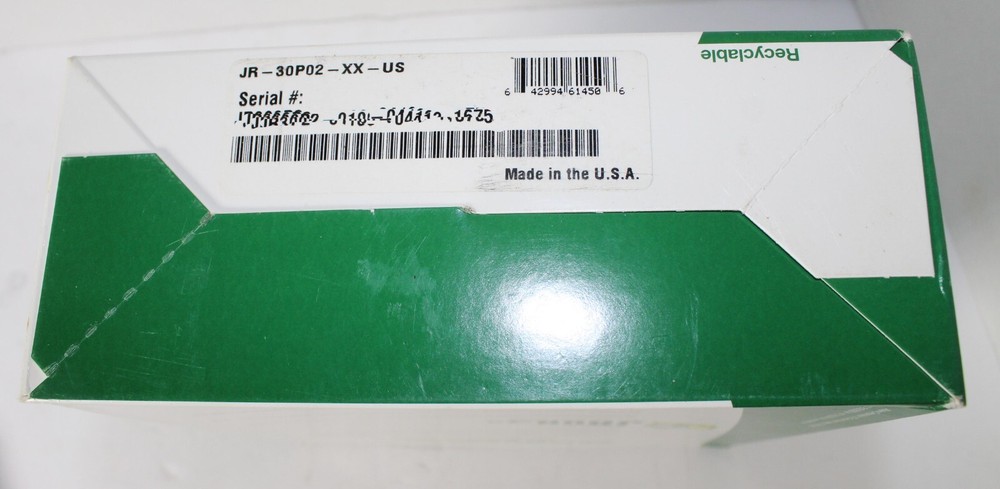 Recyclable
JR-30P02-XX-US
6 42994 61450 6
Serial #:
Made in the U.S.A.